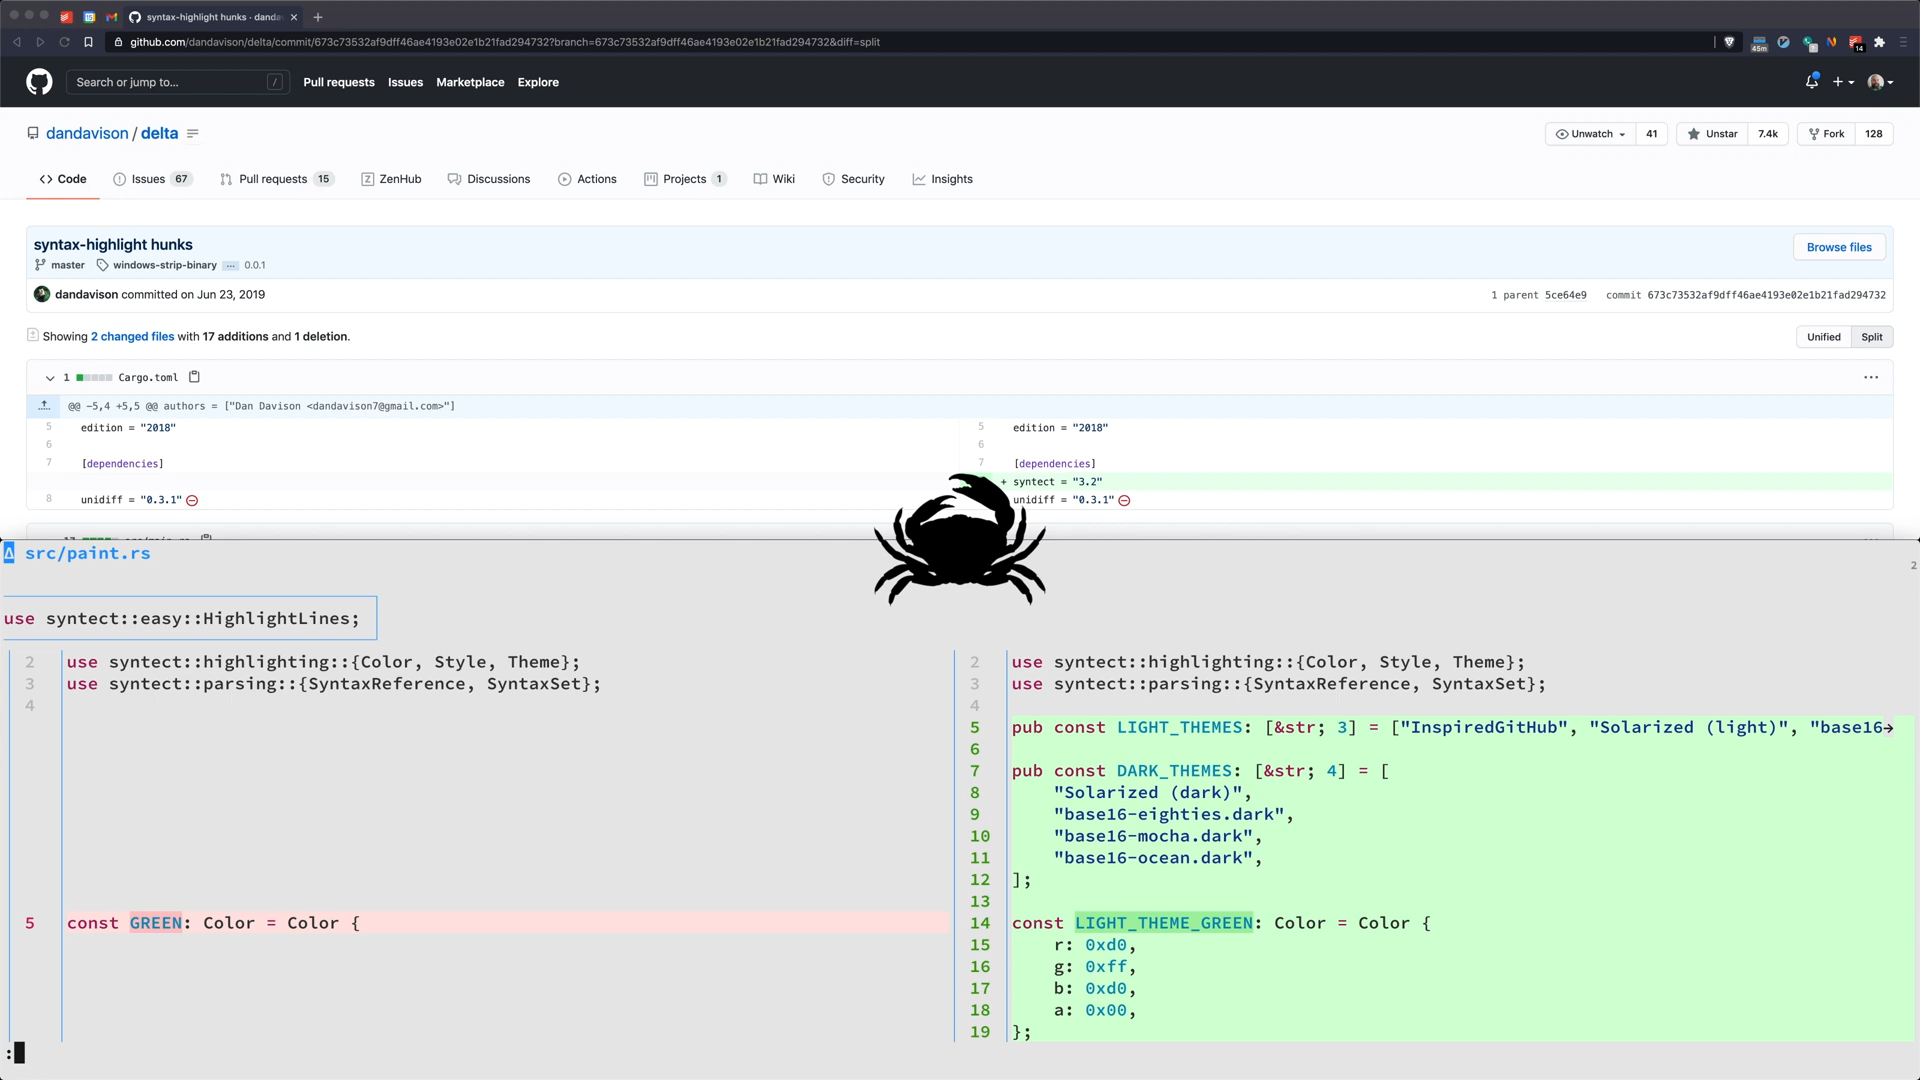 syntax-highlight hunks · danda
github.com/dandavison/delta/commit/673c73532af9dff46ae4193e02e1b21fad294732?branch=673c73532af9dff46ae4193e02e1b21fad294732&diff=split
45m
14
Search or jump to... /
Pull requests Issues Marketplace Explore
dandavison / delta
Unwatch 41 Unstar 7.4k Fork 128
<> Code Issues 67 Pull requests 15 ZenHub Discussions Actions Projects 1 Wiki Security Insights
syntax-highlight hunks
Browse files
master windows-strip-binary ... 0.0.1
dandavison committed on Jun 23, 2019
1 parent 5ce64e9 commit 673c73532af9dff46ae4193e02e1b21fad294732
Showing 2 changed files with 17 additions and 1 deletion.
Unified Split
1 Cargo.toml
@@ -5,4 +5,5 @@ authors = ["Dan Davison <dandavison7@gmail.com>"]
5 edition = "2018" 5 edition = "2018"
6 6
7 [dependencies] 7 [dependencies]
+ syntect = "3.2"
8 unidiff = "0.3.1" unidiff = "0.3.1"
Δ src/paint.rs
2
use syntect::easy::HighlightLines;
2 use syntect::highlighting::{Color, Style, Theme}; 2 use syntect::highlighting::{Color, Style, Theme};
3 use syntect::parsing::{SyntaxReference, SyntaxSet}; 3 use syntect::parsing::{SyntaxReference, SyntaxSet};
4 4
5 pub const LIGHT_THEMES: [&str; 3] = ["InspiredGitHub", "Solarized (light)", "base16→
6
7 pub const DARK_THEMES: [&str; 4] = [
8 "Solarized (dark)",
9 "base16-eighties.dark",
10 "base16-mocha.dark",
11 "base16-ocean.dark",
12 ];
13
5 const GREEN: Color = Color { 14 const LIGHT_THEME_GREEN: Color = Color {
15 r: 0xd0,
16 g: 0xff,
17 b: 0xd0,
18 a: 0x00,
19 };
: